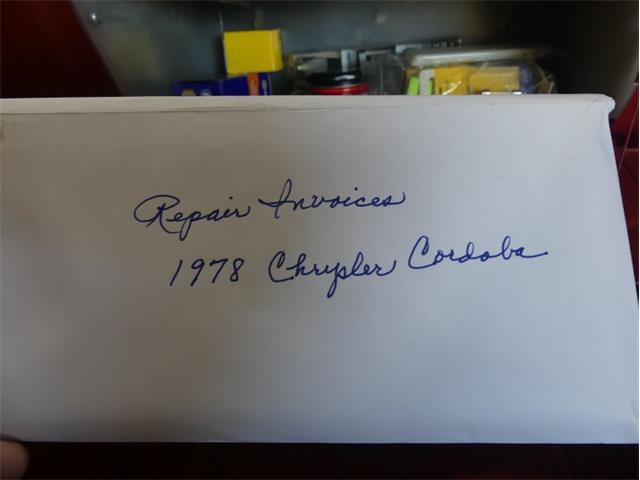 Repair Invoices
1978 Chrysler Cordoba